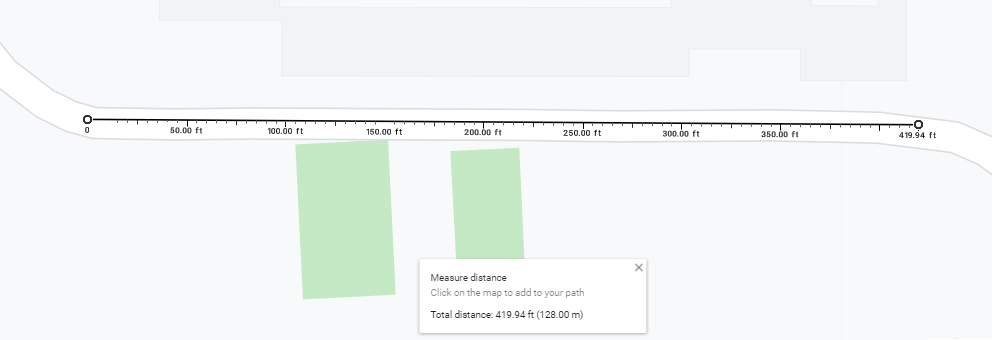 0
50.00 ft
100.00 ft
150.00 ft
200.00 ft
250.00 ft
300.00 ft
350.00 ft
419.94 ft
Measure distance
Click on the map to add to your path
Total distance: 419.94 ft (128.00 m)